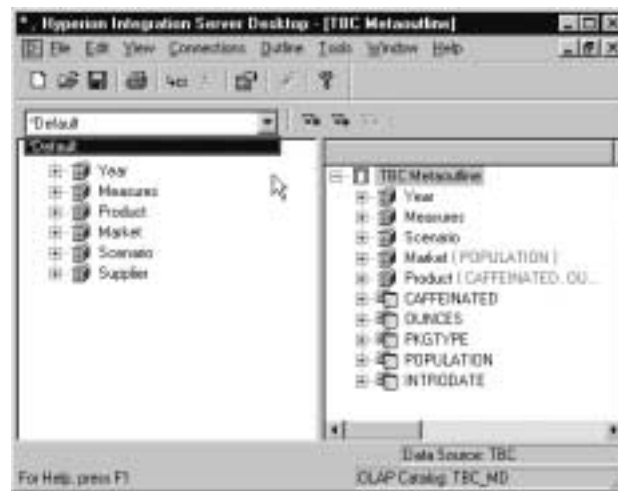 Hyperion Integration Server Desktop - [TBC Metaoutline]
File Edit View Connections Outline Tools Window Help
*Default
*Default
Year
Measures
Product
Market
Scenario
Supplier
TBC Metaoutline
Year
Measures
Scenario
Market ( POPULATION )
Product ( CAFFEINATED, OU...
CAFFEINATED
OUNCES
PKGTYPE
POPULATION
INTRODATE
Data Source: TBC
For Help, press F1
OLAP Catalog: TBC_MD